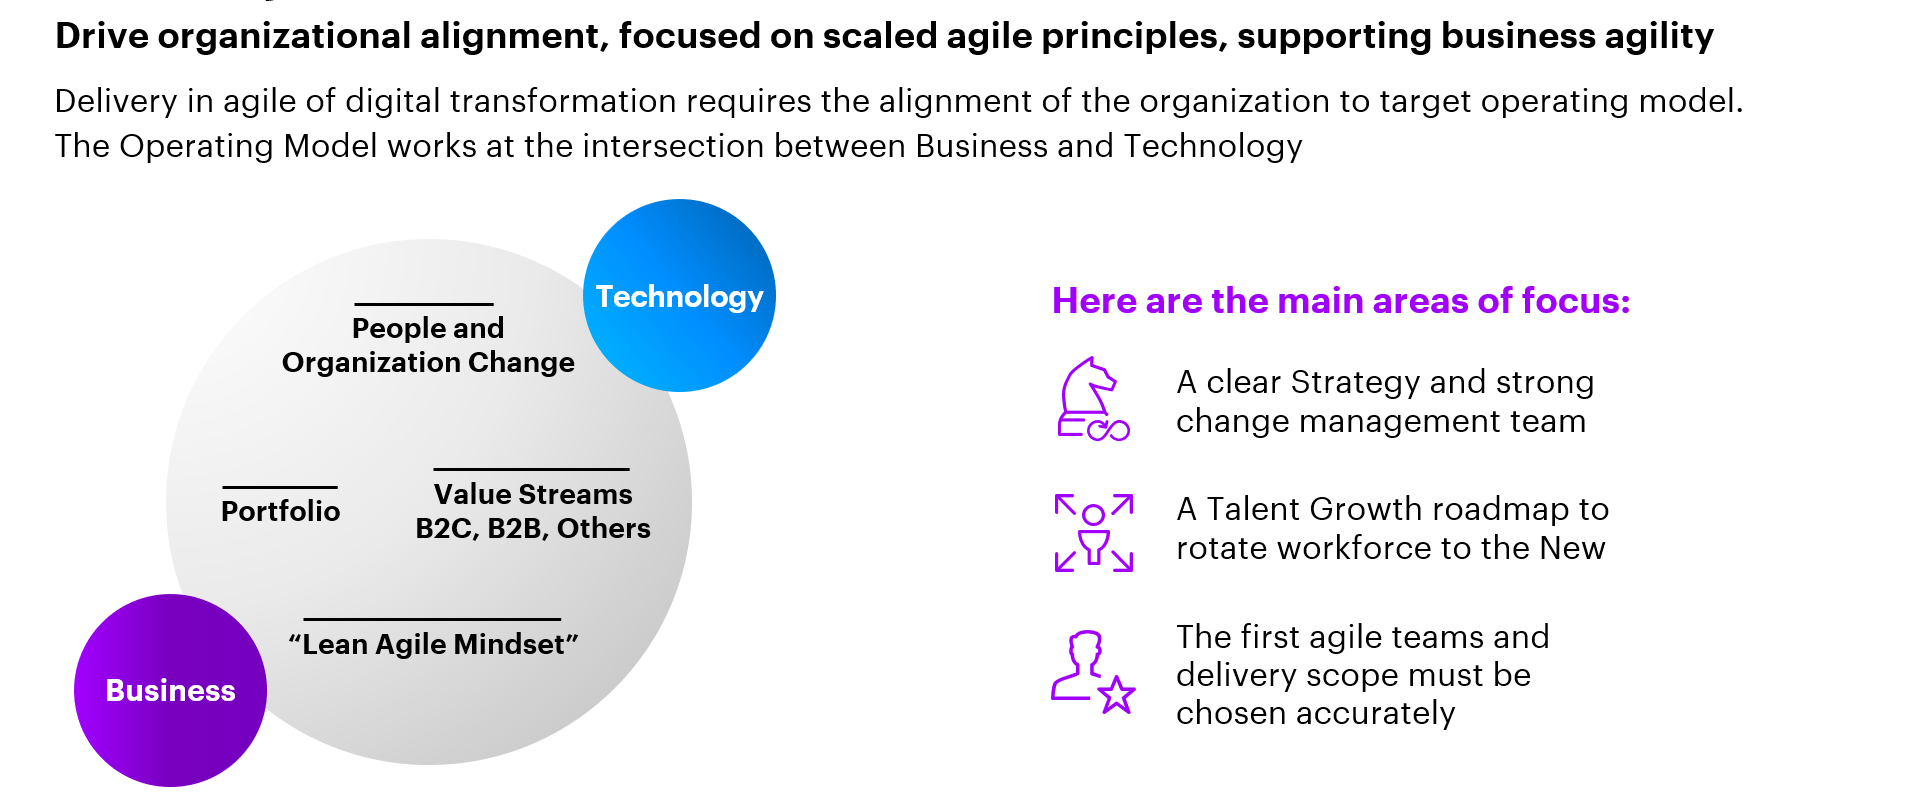 Drive organizational alignment, focused on scaled agile principles, supporting business agility
Delivery in agile of digital transformation requires the alignment of the organization to target operating model.
The Operating Model works at the intersection between Business and Technology
Technology
People and
Organization Change
Portfolio
Value Streams
B2C, B2B, Others
“Lean Agile Mindset”
Business
Here are the main areas of focus:
A clear Strategy and strong
change management team
A Talent Growth roadmap to
rotate workforce to the New
The first agile teams and
delivery scope must be
chosen accurately